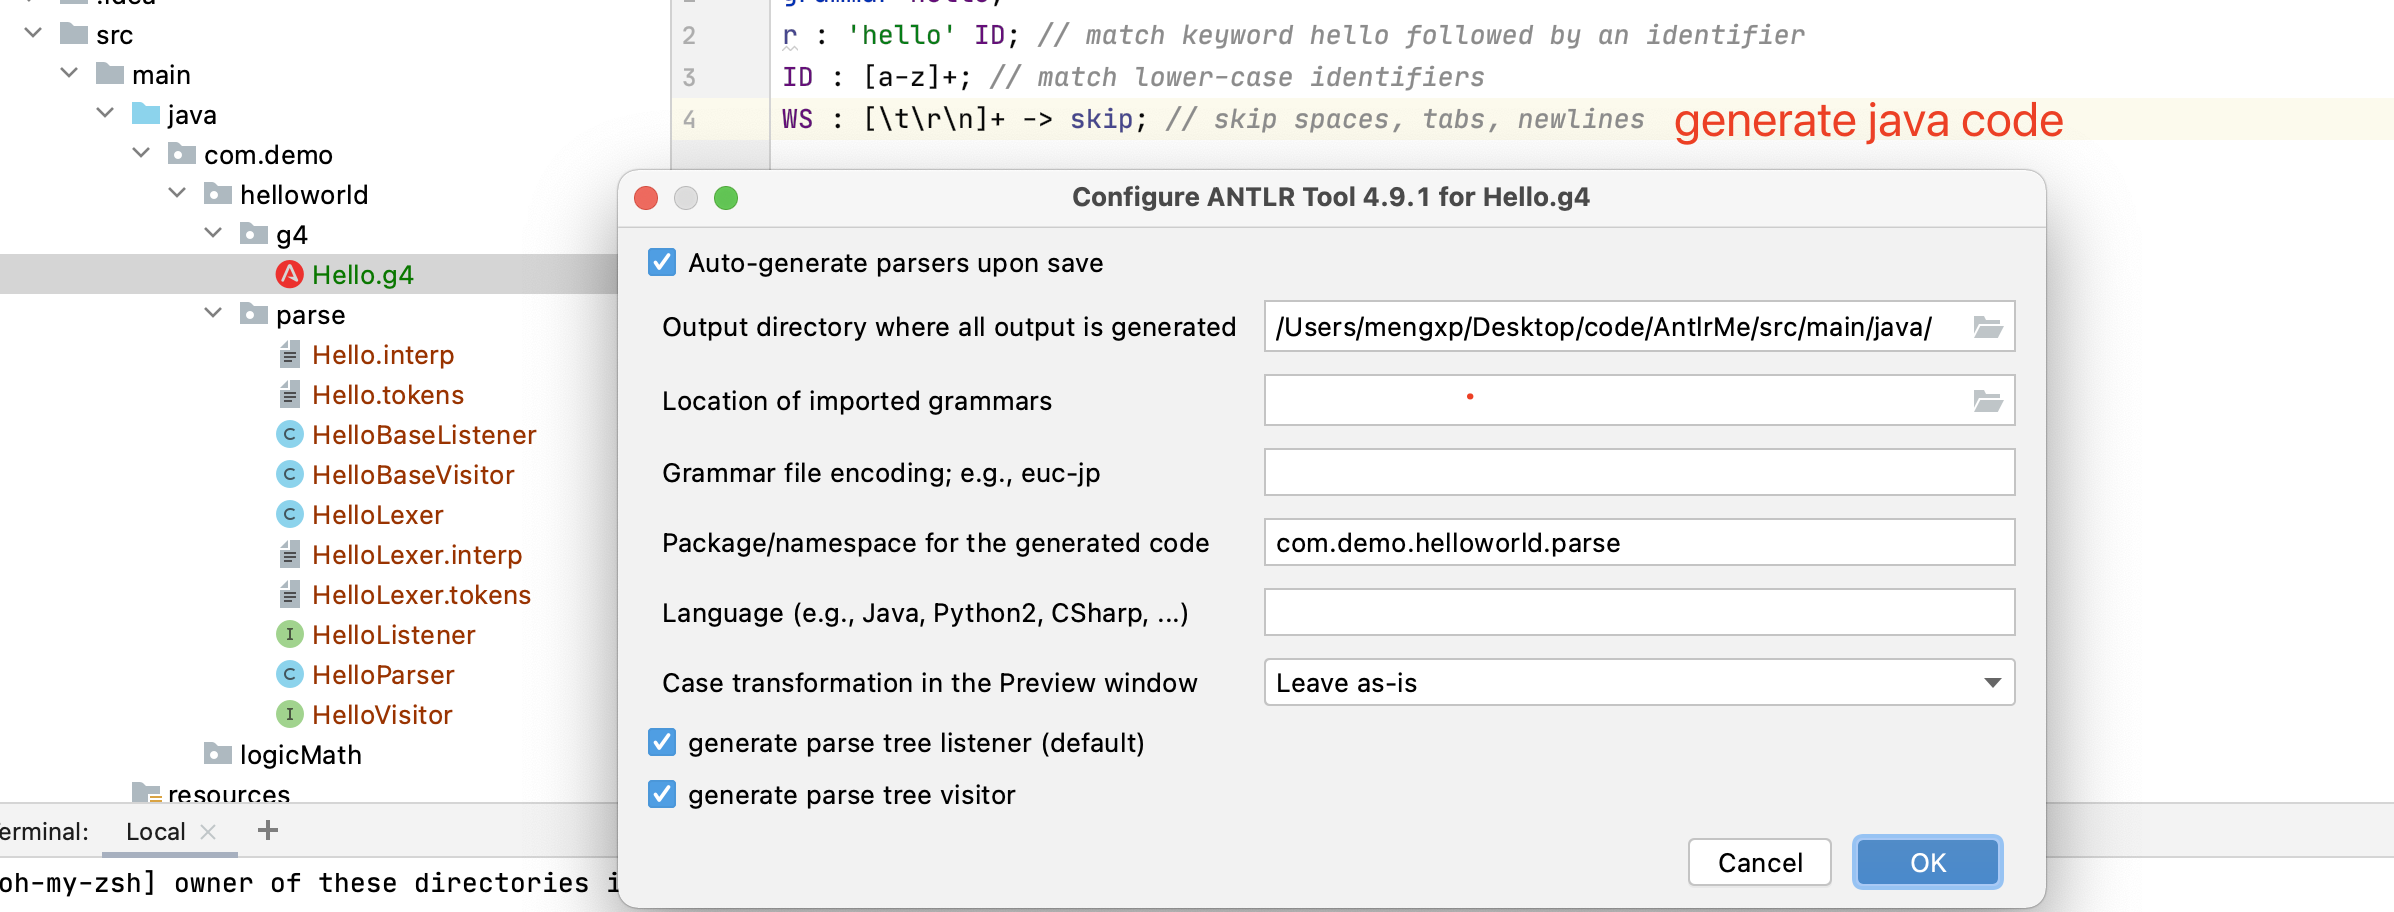 .idea
src
main
java
com.demo
helloworld
g4
Hello.g4
parse
Hello.interp
Hello.tokens
HelloBaseListener
HelloBaseVisitor
HelloLexer
HelloLexer.interp
HelloLexer.tokens
HelloListener
HelloParser
HelloVisitor
logicMath
resources
2 r : 'hello' ID; // match keyword hello followed by an identifier
3 ID : [a-z]+; // match lower-case identifiers
4 WS : [\t\r\n]+ -> skip; // skip spaces, tabs, newlines
generate java code
Configure ANTLR Tool 4.9.1 for Hello.g4
Auto-generate parsers upon save
Output directory where all output is generated /Users/mengxp/Desktop/code/AntlrMe/src/main/java/
Location of imported grammars
Grammar file encoding; e.g., euc-jp
Package/namespace for the generated code com.demo.helloworld.parse
Language (e.g., Java, Python2, CSharp, ...)
Case transformation in the Preview window Leave as-is
generate parse tree listener (default)
generate parse tree visitor
Cancel OK
erminal: Local
oh-my-zsh] owner of these directories i